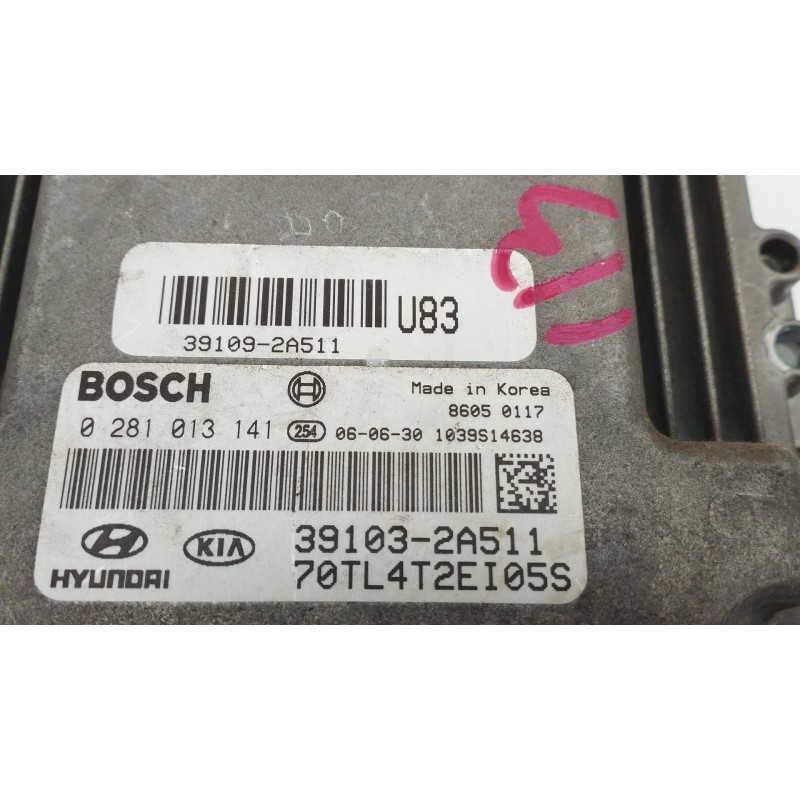 U83
39109-2A511
BOSCH Made in Korea
8605 0117
0 281 013 141 254 06-06-30 1039S14638
HYUNDAI KIA 39103-2A511
70TL4T2EI05S